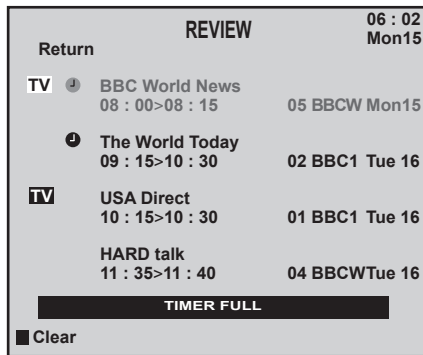 REVIEW
06 : 02
Return
Mon15
TV BBC World News
08 : 00>08 : 15 05 BBCW Mon15
The World Today
09 : 15>10 : 30 02 BBC1 Tue 16
TV USA Direct
10 : 15>10 : 30 01 BBC1 Tue 16
HARD talk
11 : 35>11 : 40 04 BBCWTue 16
TIMER FULL
Clear